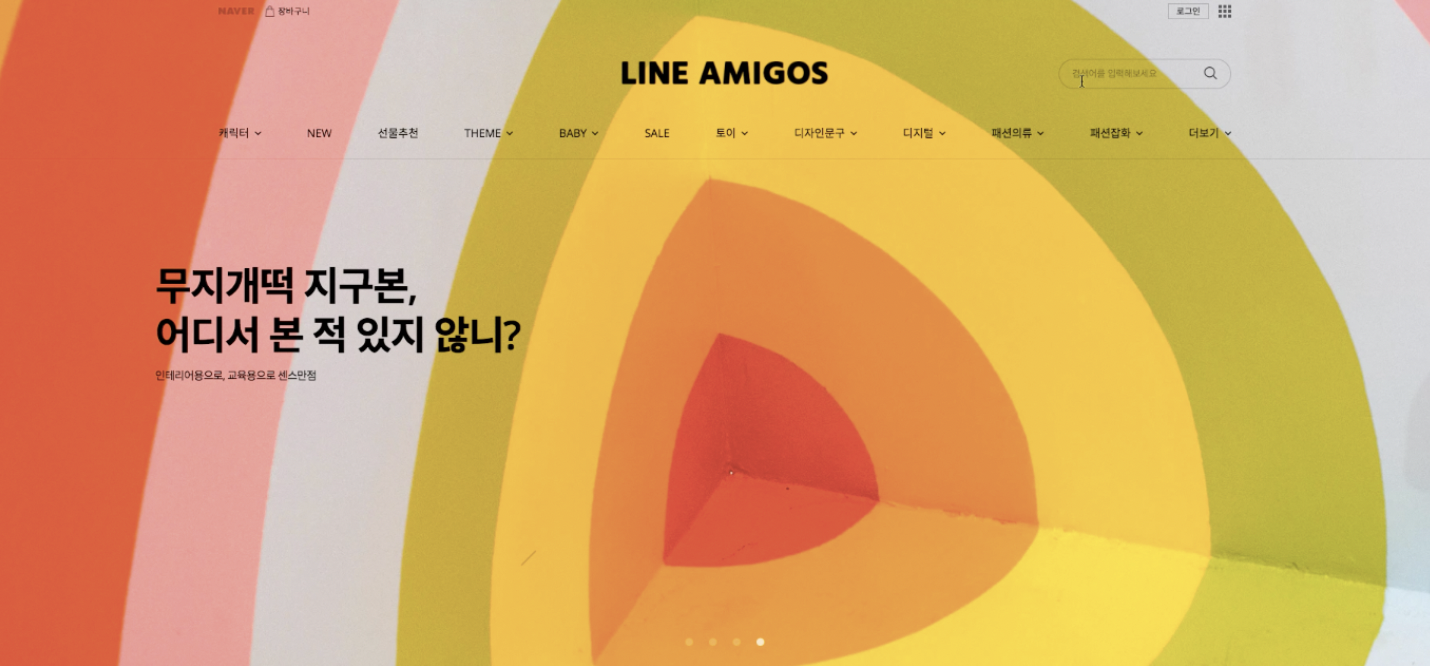 NAVER 장바구니 로그인
LINE AMIGOS
검색어를 입력해보세요
캐릭터 NEW 선물추천 THEME BABY SALE 토이 디자인문구 디지털 패션의류 패션잡화 더보기
무지개떡 지구본,
어디서 본 적 있지 않니?
인테리어용으로, 교육용으로 센스만점